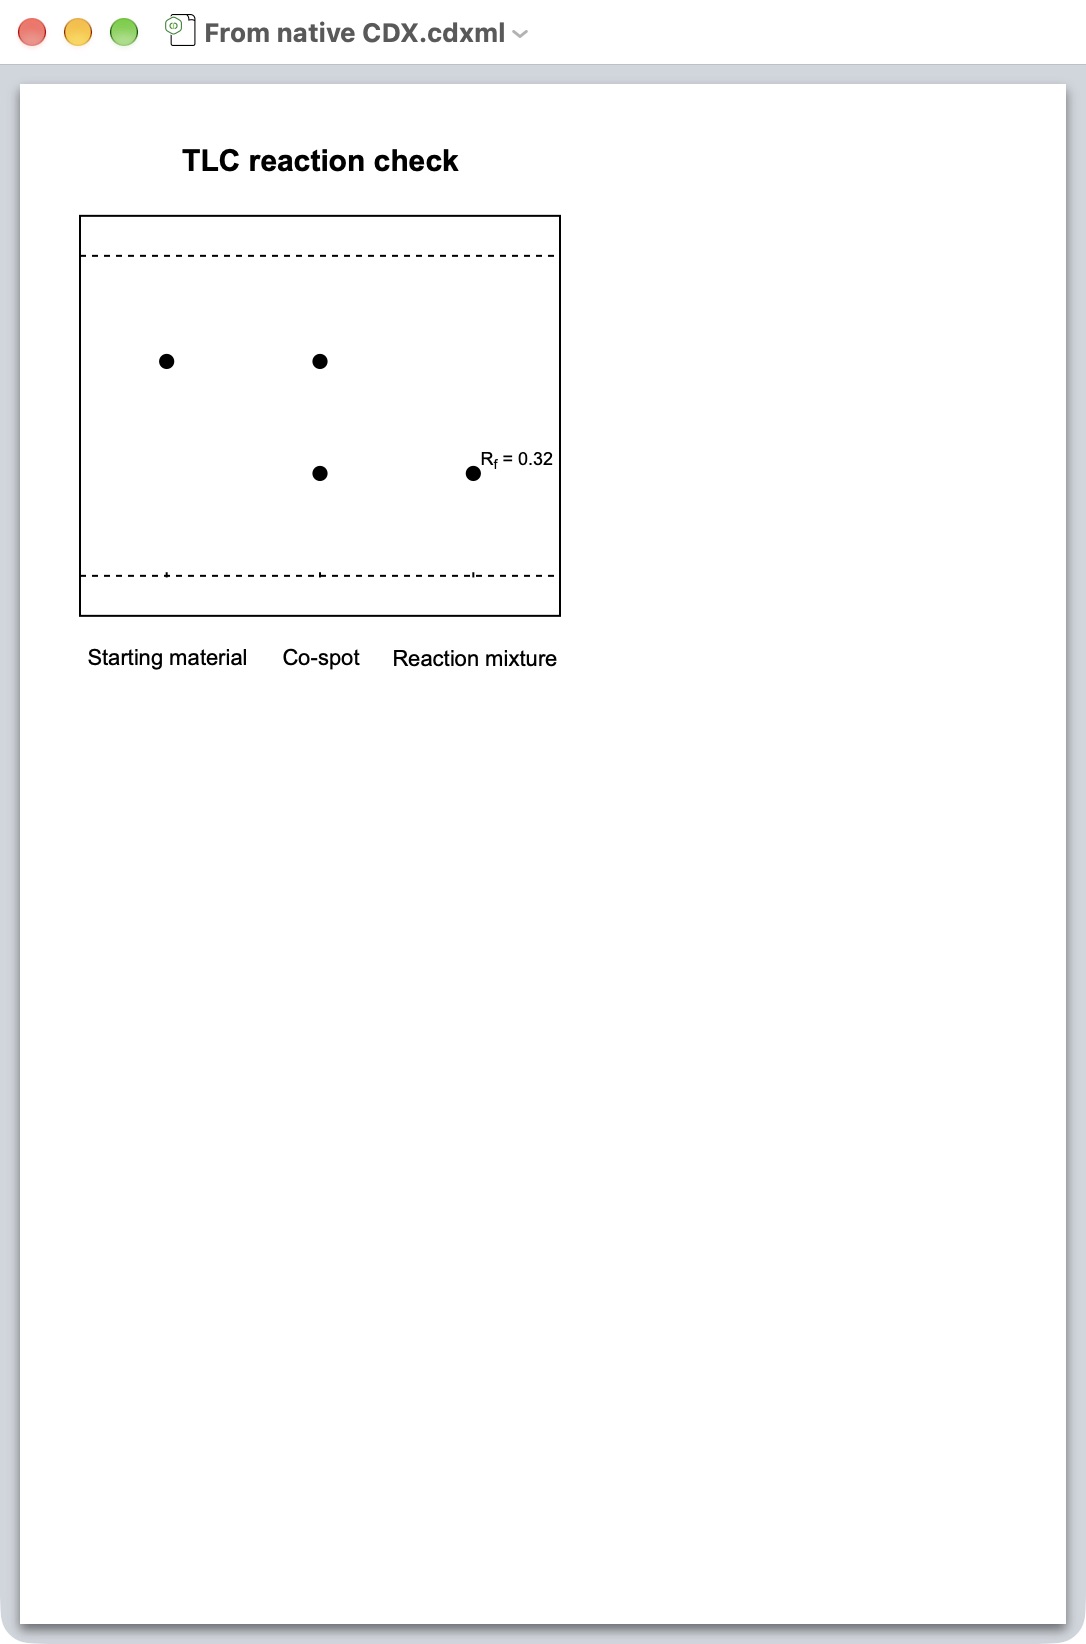 From native CDX.cdxml
TLC reaction check
Rf = 0.32
Starting material Co-spot Reaction mixture